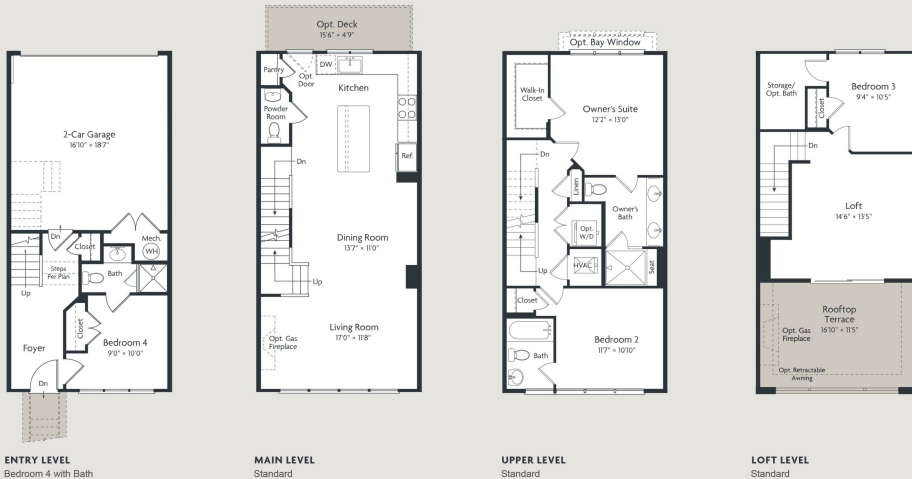 2-Car Garage
16'10" × 18'7"
Dn
Closet
Mech.
WH
Steps
Per Plan
Bath
Up
Closet
Bedroom 4
9'0" × 10'0"
Foyer
Dn
ENTRY LEVEL
Bedroom 4 with Bath
Opt. Deck
15'6" × 4'9"
Pantry
Opt.
Door
DW
Kitchen
Powder
Room
Ref.
Dn
Dining Room
13'7" × 11'0"
Up
Living Room
17'0" × 11'8"
Opt. Gas
Fireplace
MAIN LEVEL
Standard
Opt. Bay Window
Walk-In
Closet
Owner's Suite
12'2" × 13'0"
Dn
Linen
Owner's
Bath
Opt.
W/D
Up
HVAC
Seat
Closet
Bedroom 2
11'7" × 10'10"
Bath
UPPER LEVEL
Standard
Storage/
Opt. Bath
Closet
Bedroom 3
9'4" × 10'5"
Dn
Loft
14'6" × 13'5"
Rooftop
Terrace
16'10" × 11'5"
Opt. Gas
Fireplace
Opt. Retractable
Awning
LOFT LEVEL
Standard